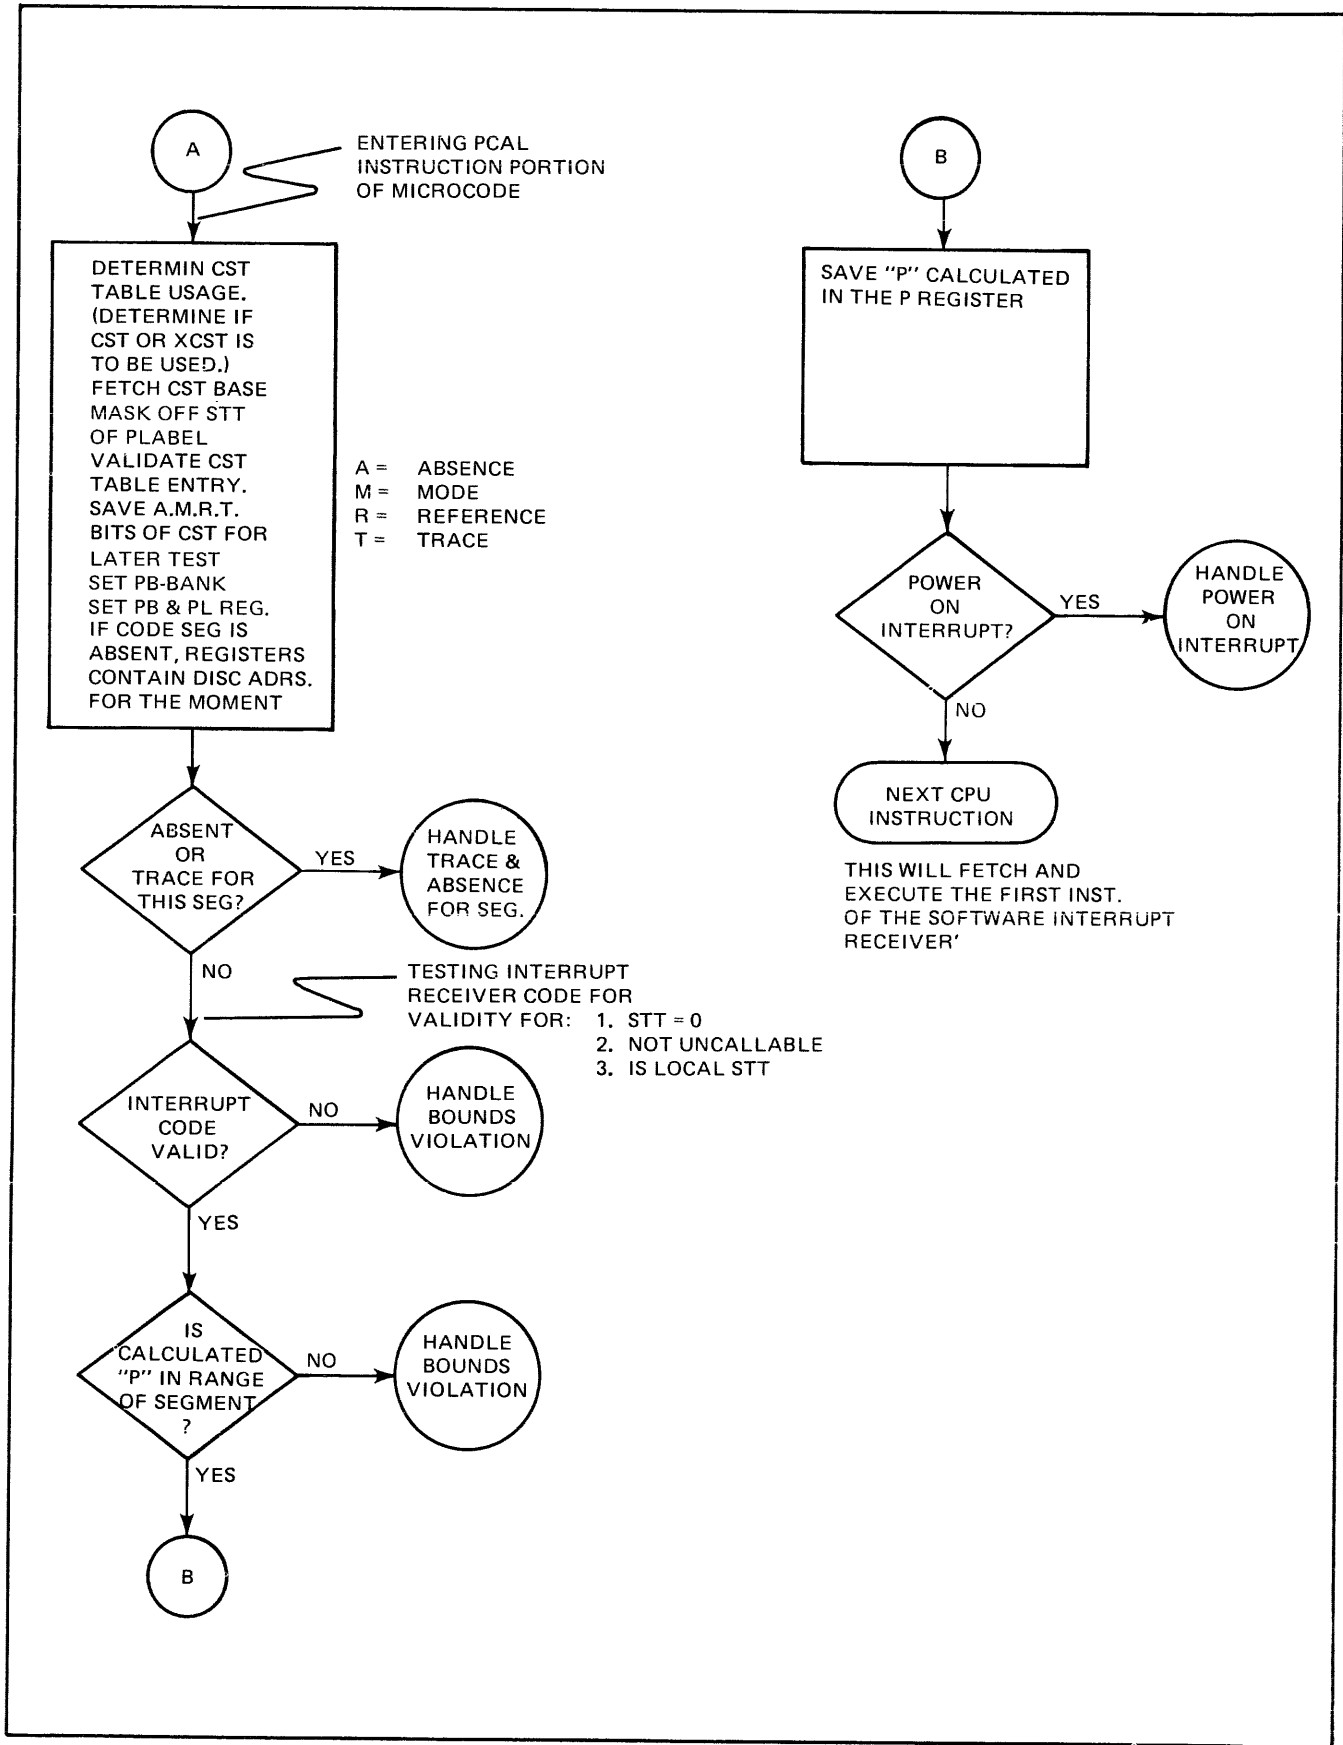 A
ENTERING PCAL
INSTRUCTION PORTION
OF MICROCODE
DETERMIN CST
TABLE USAGE.
(DETERMINE IF
CST OR XCST IS
TO BE USED.)
FETCH CST BASE
MASK OFF STT
OF PLABEL
VALIDATE CST
TABLE ENTRY.
SAVE A.M.R.T.
BITS OF CST FOR
LATER TEST
SET PB-BANK
SET PB & PL REG.
IF CODE SEG IS
ABSENT, REGISTERS
CONTAIN DISC ADRS.
FOR THE MOMENT
A = ABSENCE
M = MODE
R = REFERENCE
T = TRACE
ABSENT
OR
TRACE FOR
THIS SEG?
YES
HANDLE
TRACE &
ABSENCE
FOR SEG.
NO
TESTING INTERRUPT
RECEIVER CODE FOR
VALIDITY FOR: 1. STT = 0
2. NOT UNCALLABLE
3. IS LOCAL STT
INTERRUPT
CODE
VALID?
NO
HANDLE
BOUNDS
VIOLATION
YES
IS
CALCULATED
"P" IN RANGE
OF SEGMENT
?
NO
HANDLE
BOUNDS
VIOLATION
YES
B
B
SAVE "P" CALCULATED
IN THE P REGISTER
POWER
ON
INTERRUPT?
YES
HANDLE
POWER
ON
INTERRUPT
NO
NEXT CPU
INSTRUCTION
THIS WILL FETCH AND
EXECUTE THE FIRST INST.
OF THE SOFTWARE INTERRUPT
RECEIVER'